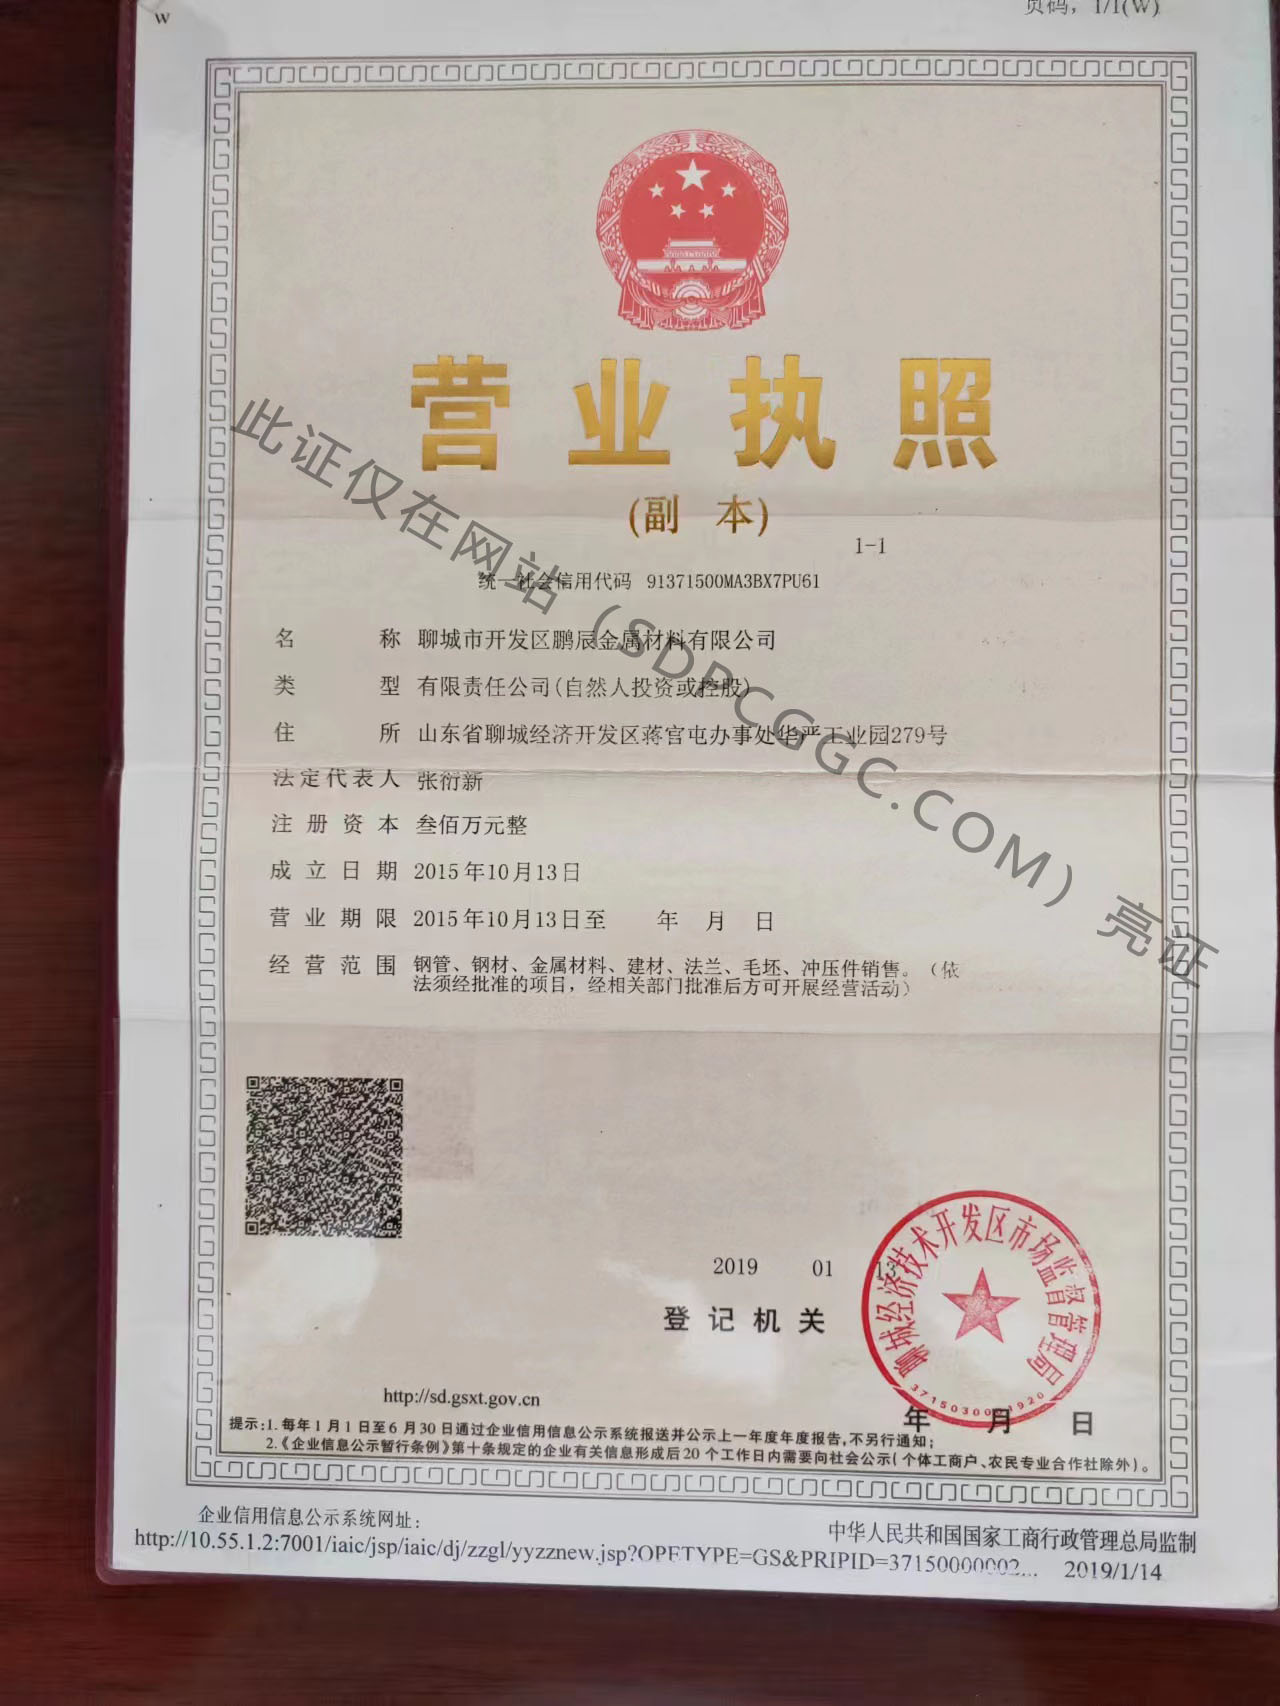 w
页码，1/1(W)
营业执照
(副 本)
1-1
统一社会信用代码 91371500MA3BX7PU61
名 称 聊城市开发区鹏辰金属材料有限公司
类 型 有限责任公司(自然人投资或控股)
住 所 山东省聊城经济开发区蒋官屯办事处华严工业园279号
法定代表人 张衍新
注册资本 叁佰万元整
成立日期 2015年10月13日
营业期限 2015年10月13日至 年 月 日
经营范围 钢管、钢材、金属材料、建材、法兰、毛坯、冲压件销售。（依
法须经批准的项目，经相关部门批准后方可开展经营活动）
此证仅在网站（SDPCGGC.COM）亮证
2019 01
登记机关
聊城经济技术开发区市场监督管理局
年 月 日
http://sd.gsxt.gov.cn
提示:1.每年1月1日至6月30日通过企业信用信息公示系统报送并公示上一年度年度报告,不另行通知;
2.《企业信息公示暂行条例》第十条规定的企业有关信息形成后20个工作日内需要向社会公示(个体工商户、农民专业合作社除外)。
企业信用信息公示系统网址:
中华人民共和国国家工商行政管理总局监制
http://10.55.1.2:7001/iaic/jsp/iaic/dj/zzgl/yyzznew.jsp?OPETYPE=GS&PRIPID=37150000002... 2019/1/14